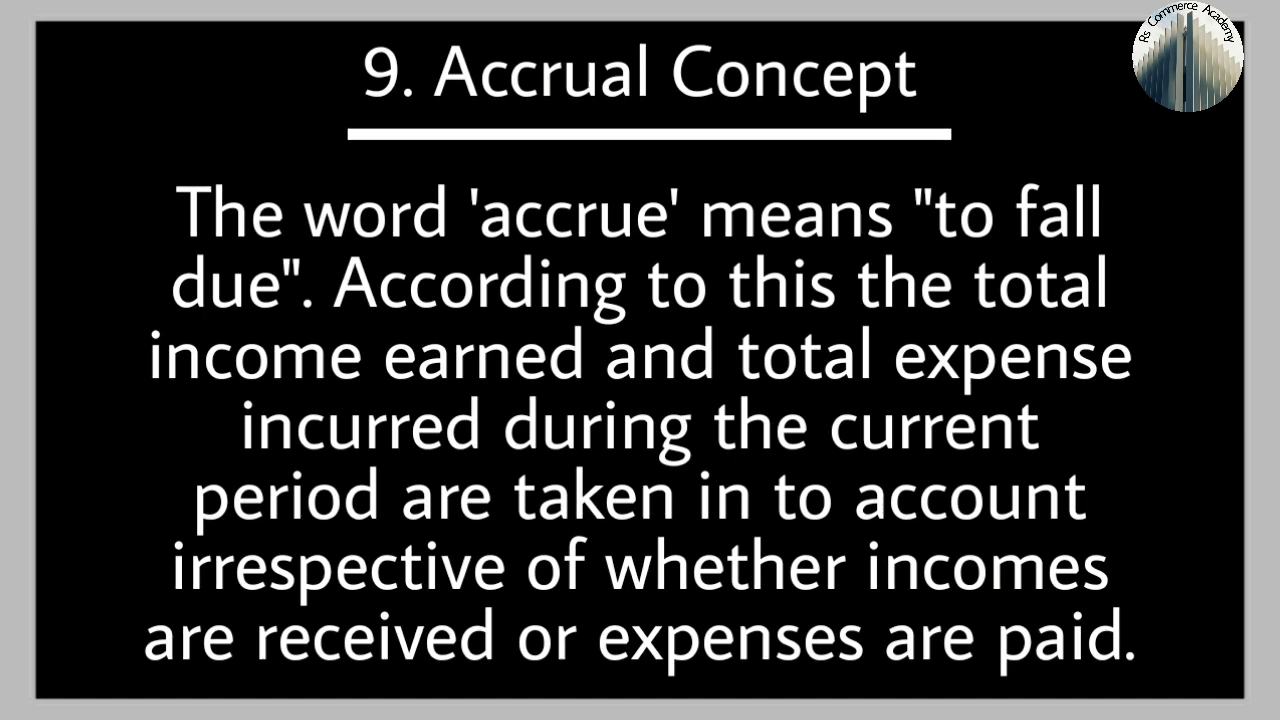 Rs Commerce Academy
9. Accrual Concept
The word 'accrue' means "to fall
due". According to this the total
income earned and total expense
incurred during the current
period are taken in to account
irrespective of whether incomes
are received or expenses are paid.